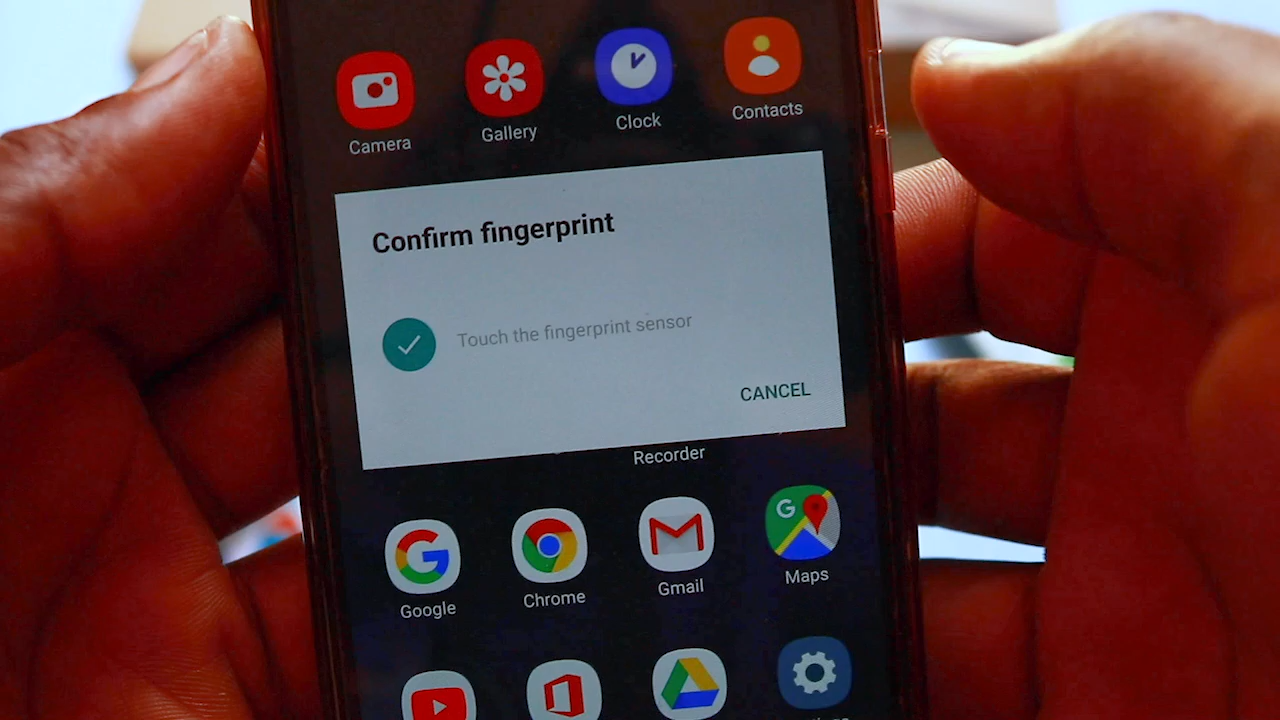 Camera
Gallery
Clock
Contacts
Confirm fingerprint
Touch the fingerprint sensor
CANCEL
Recorder
Google
Chrome
Gmail
Maps